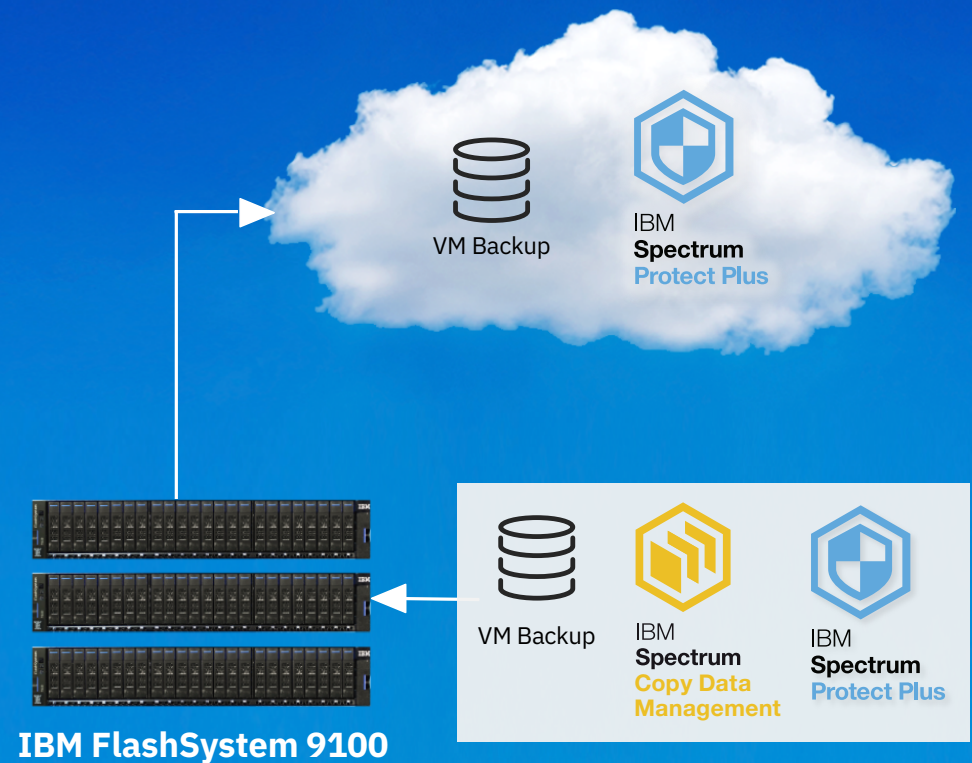 VM Backup
IBM
Spectrum
Protect Plus
VM Backup
IBM
Spectrum
Copy Data
Management
IBM
Spectrum
Protect Plus
IBM FlashSystem 9100